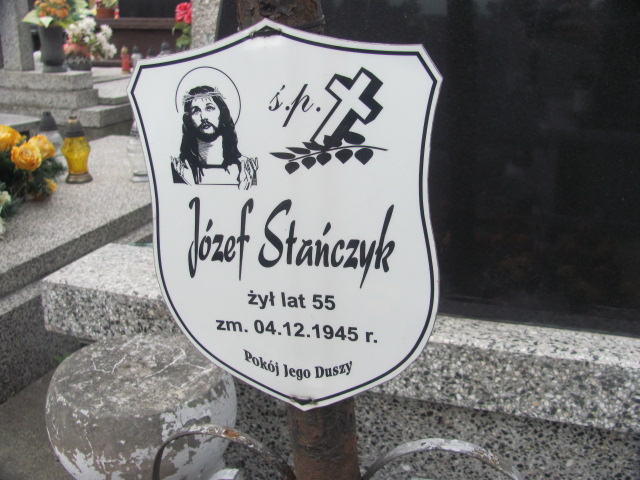 ś.p.
Józef Stańczyk
żył lat 55
zm. 04.12.1945 r.
Pokój Jego Duszy